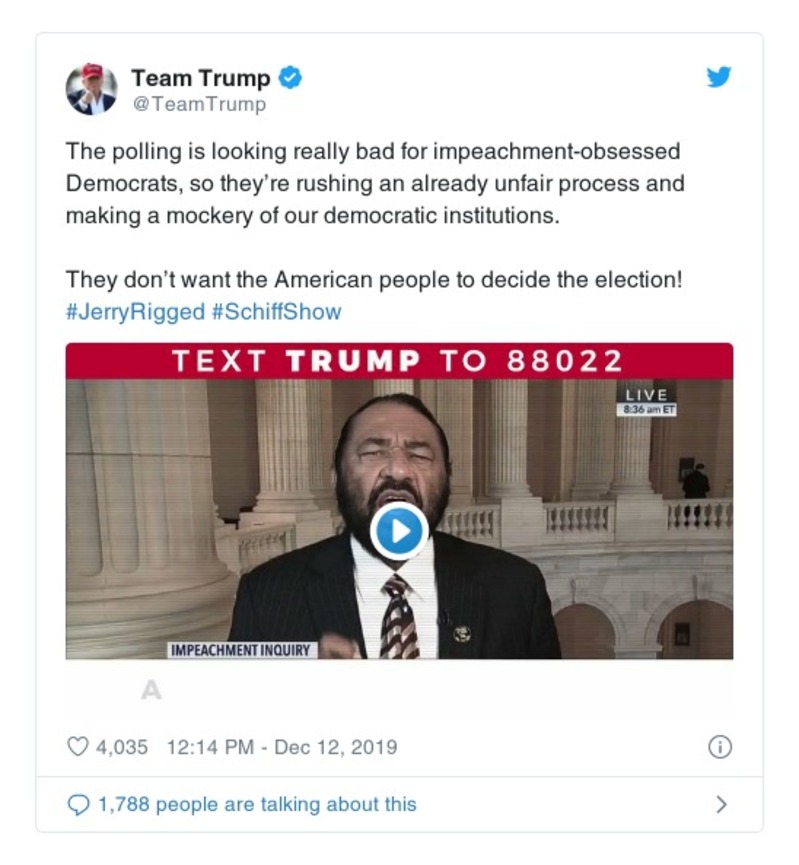 Team Trump
@TeamTrump
The polling is looking really bad for impeachment-obsessed
Democrats, so they’re rushing an already unfair process and
making a mockery of our democratic institutions.
They don’t want the American people to decide the election!
#JerryRigged #SchiffShow
TEXT TRUMP TO 88022
LIVE
8:36 am ET
IMPEACHMENT INQUIRY
A
4,035 12:14 PM - Dec 12, 2019
1,788 people are talking about this